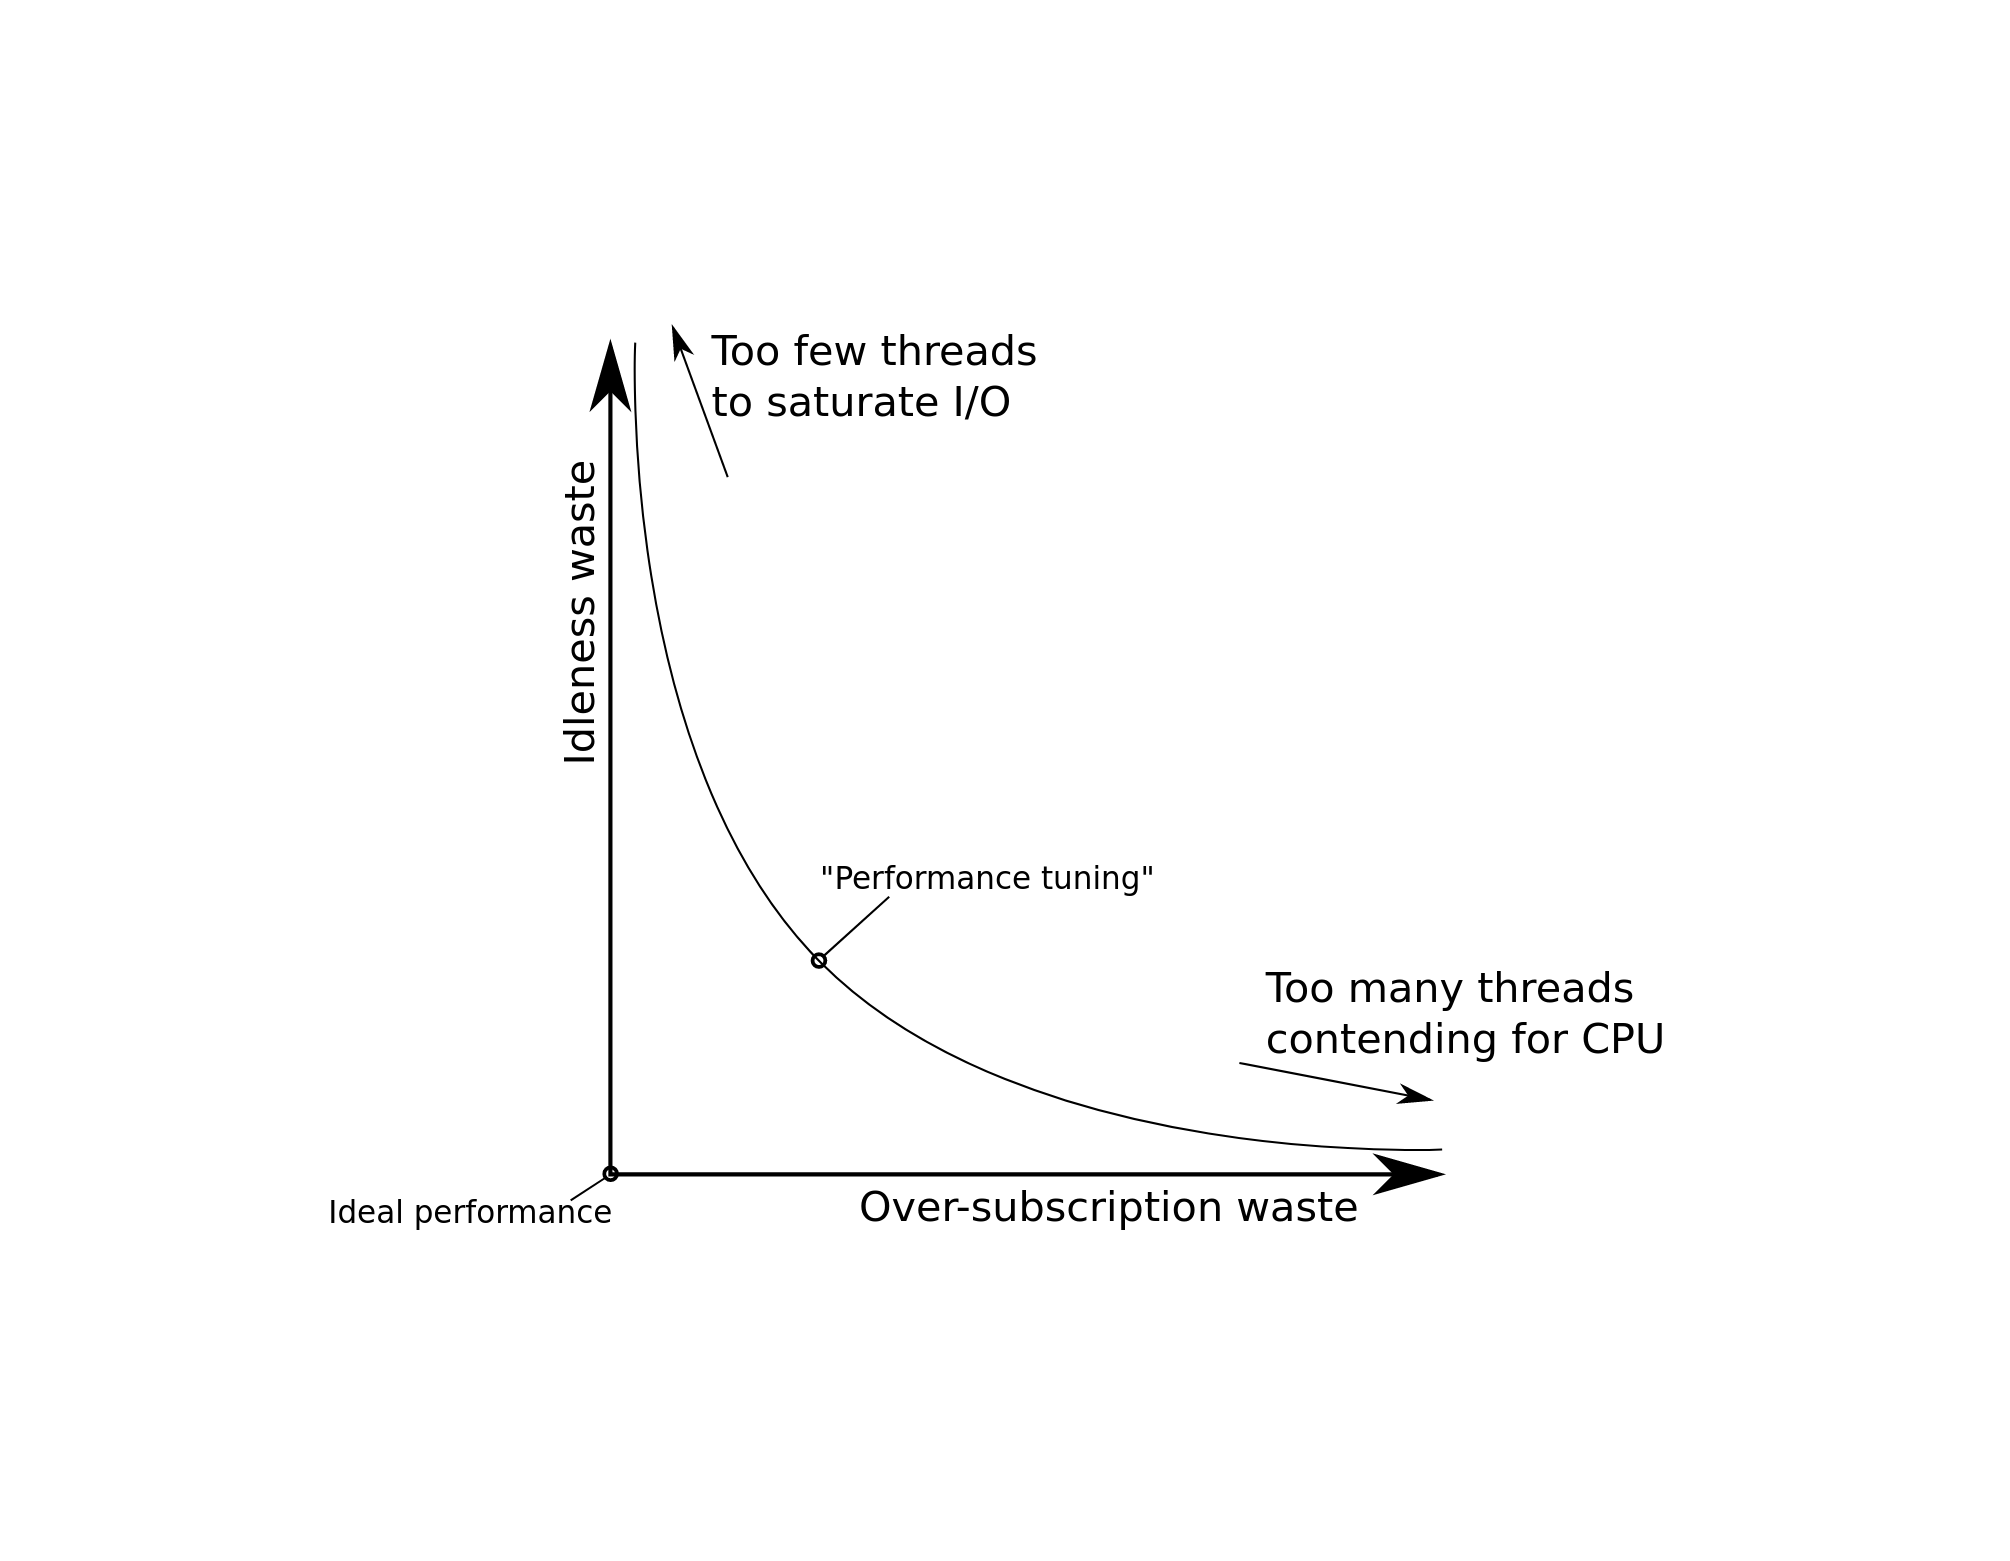 Too few threads
to saturate I/O
Idleness waste
"Performance tuning"
Too many threads
contending for CPU
Over-subscription waste
Ideal performance